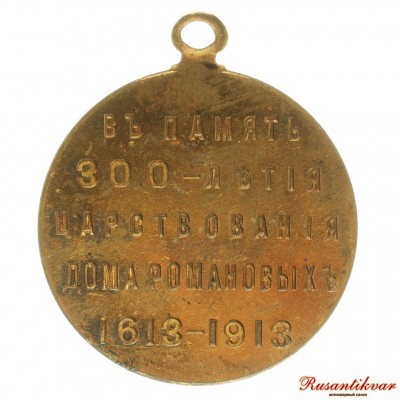 ВЪ ПАМЯТЬ
300-ЛѢТІЯ
ЦАРСТВОВАНІЯ
ДОМА РОМАНОВЫХЪ
1613-1913
Rusantikvar
антикварный салон